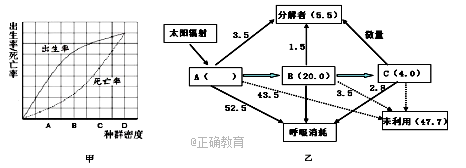 出生率/死亡率
出生率
死亡率
A B C D
种群密度
甲
太阳辐射
分解者（5.5）
3.5
1.5
微量
A（ ）
B（20.0）
C（4.0）
43.5
3.5
2.8
52.5
呼吸消耗
未利用（47.7）
@正确教育
乙